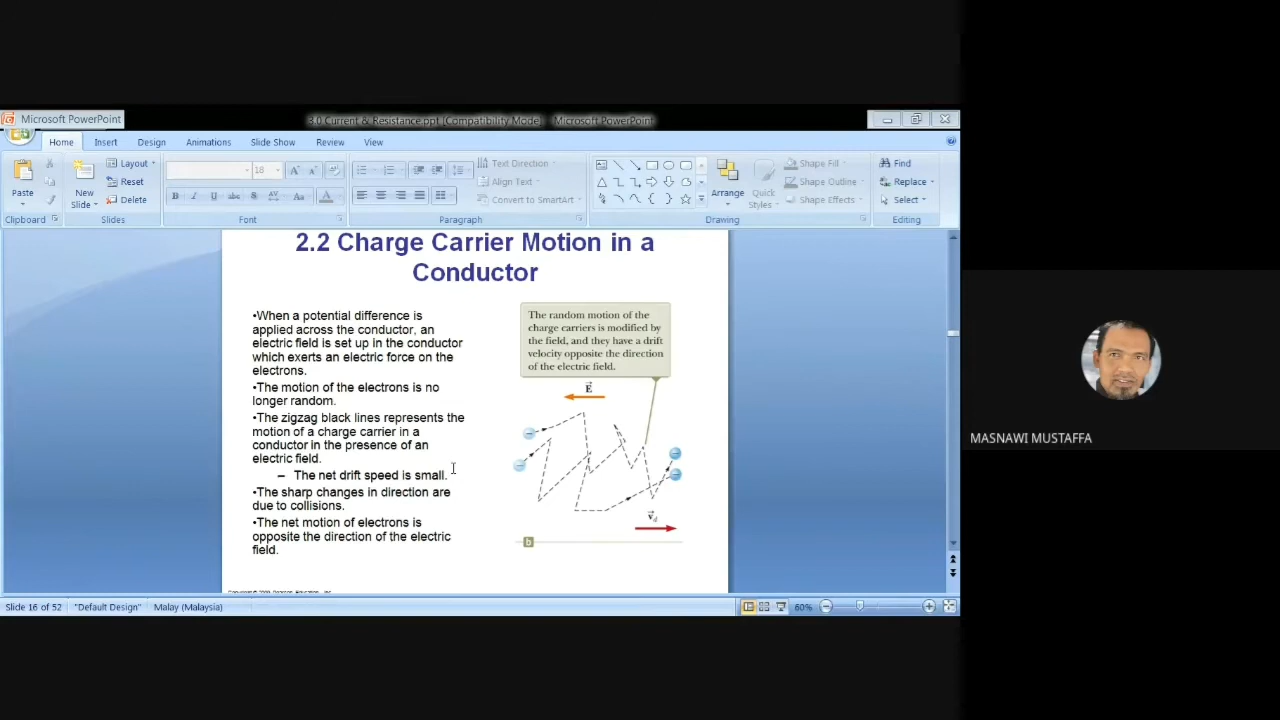 Microsoft PowerPoint
3.0 Current & Resistance.ppt [Compatibility Mode] - Microsoft PowerPoint
Home Insert Design Animations Slide Show Review View
Paste
Clipboard
New
Slide
Layout
Reset
Delete
Slides
18
B I U abc S AV Aa A
Font
Text Direction
Align Text
Convert to SmartArt
Paragraph
Arrange
Quick
Styles
Shape Fill
Shape Outline
Shape Effects
Drawing
Find
Replace
Select
Editing
2.2 Charge Carrier Motion in a
Conductor
•When a potential difference is
applied across the conductor, an
electric field is set up in the conductor
which exerts an electric force on the
electrons.
•The motion of the electrons is no
longer random.
•The zigzag black lines represents the
motion of a charge carrier in a
conductor in the presence of an
electric field.
– The net drift speed is small.
•The sharp changes in direction are
due to collisions.
•The net motion of electrons is
opposite the direction of the electric
field.
The random motion of the
charge carriers is modified by
the field, and they have a drift
velocity opposite the direction
of the electric field.
E
v d
b
MASNAWI MUSTAFFA
Slide 16 of 52 "Default Design" Malay (Malaysia) 60%